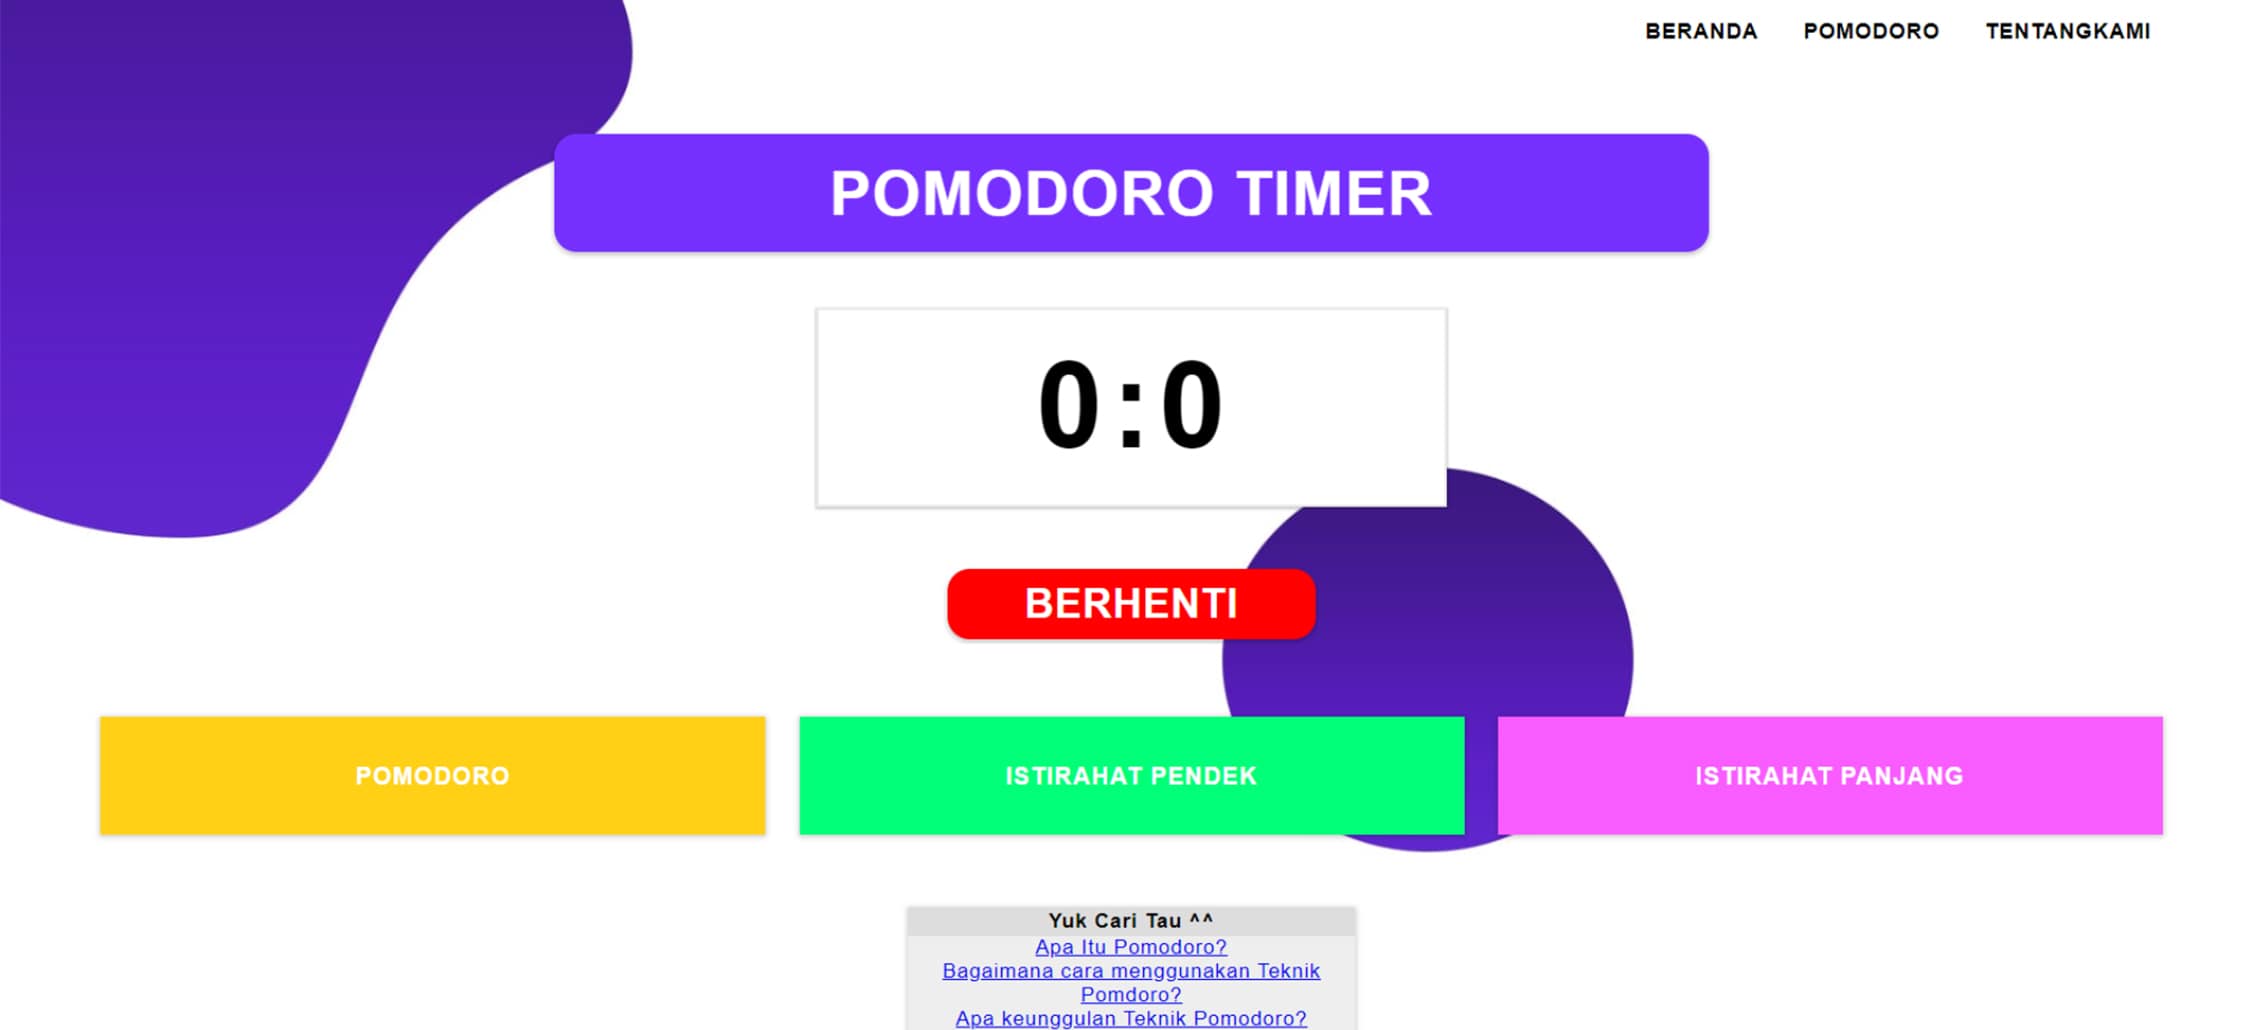 BERANDA POMODORO TENTANGKAMI
POMODORO TIMER
0:0
BERHENTI
POMODORO ISTIRAHAT PENDEK ISTIRAHAT PANJANG
Yuk Cari Tau ^^
Apa Itu Pomodoro?
Bagaimana cara menggunakan Teknik
Pomdoro?
Apa keunggulan Teknik Pomodoro?